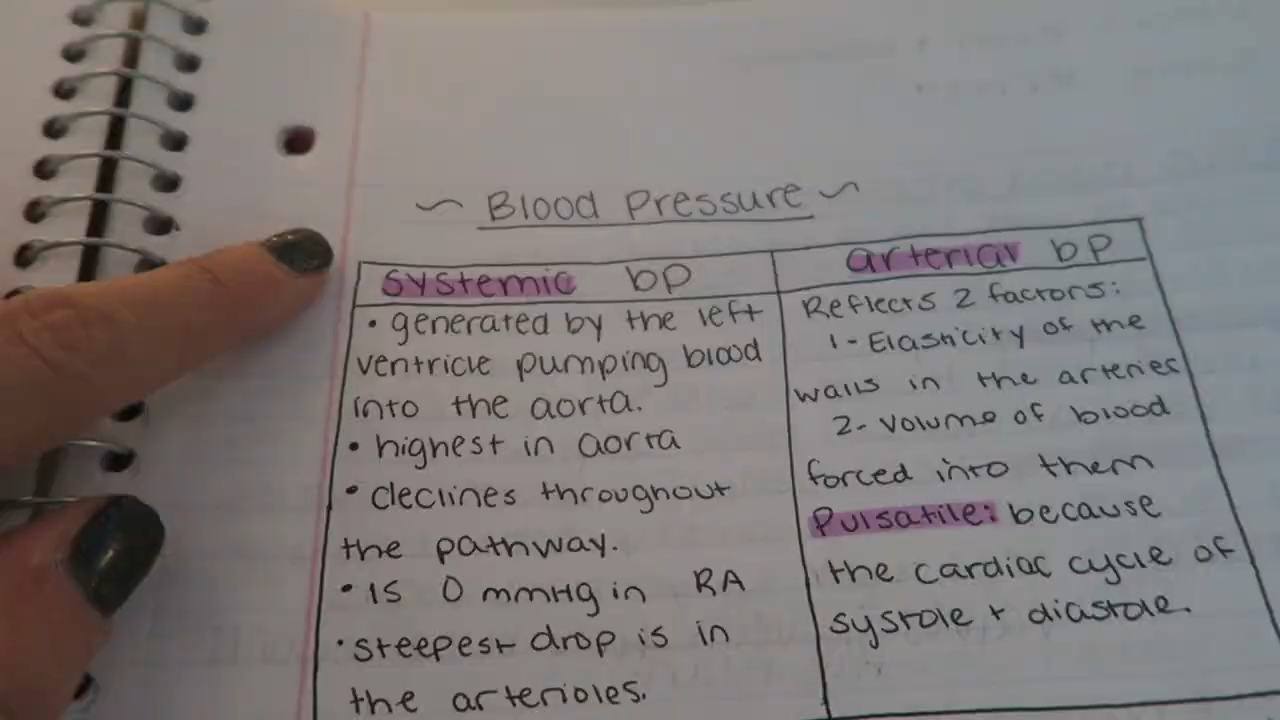 ~ Blood Pressure ~
systemic bp
• generated by the left
ventricle pumping blood
into the aorta.
• highest in aorta
• declines throughout
the pathway.
• is 0 mmHg in RA
• steepest drop is in
the arterioles.
arterial bp
Reflects 2 factors:
1 - Elasticity of the
walls in the arteries
2 - volume of blood
forced into them
Pulsatile: because
the cardiac cycle of
systole + diastole.